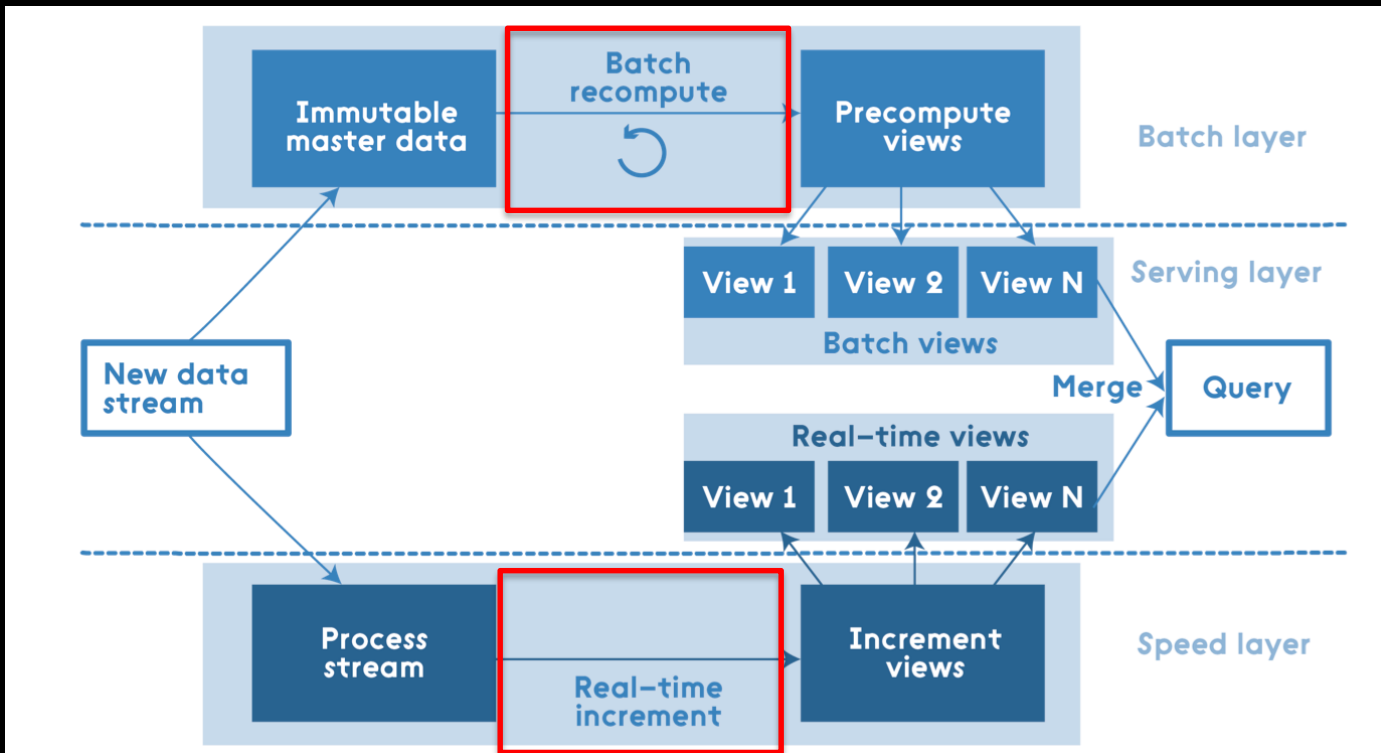 Batch
recompute
Immutable
master data
Precompute
views
Batch layer
View 1
View 2
View N
Serving layer
Batch views
New data
stream
Merge
Query
Real-time views
View 1
View 2
View N
Process
stream
Real-time
increment
Increment
views
Speed layer